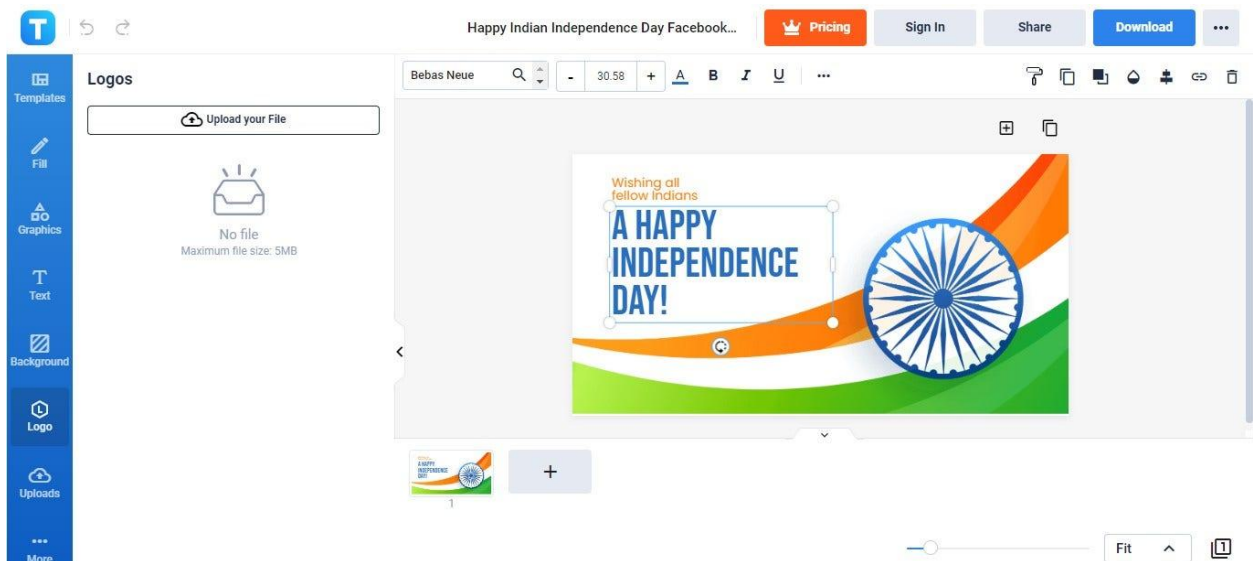 T
Happy Indian Independence Day Facebook...
Pricing
Sign In
Share
Download
Templates
Fill
Graphics
T
Text
Background
L
Logo
Uploads
More
Logos
Upload your File
No file
Maximum file size: 5MB
Bebas Neue
- 30.58 + A B I U
Wishing all
fellow Indians
A HAPPY
INDEPENDENCE
DAY!
A HAPPY
INDEPENDENCE
DAY!
+
1
Fit
1